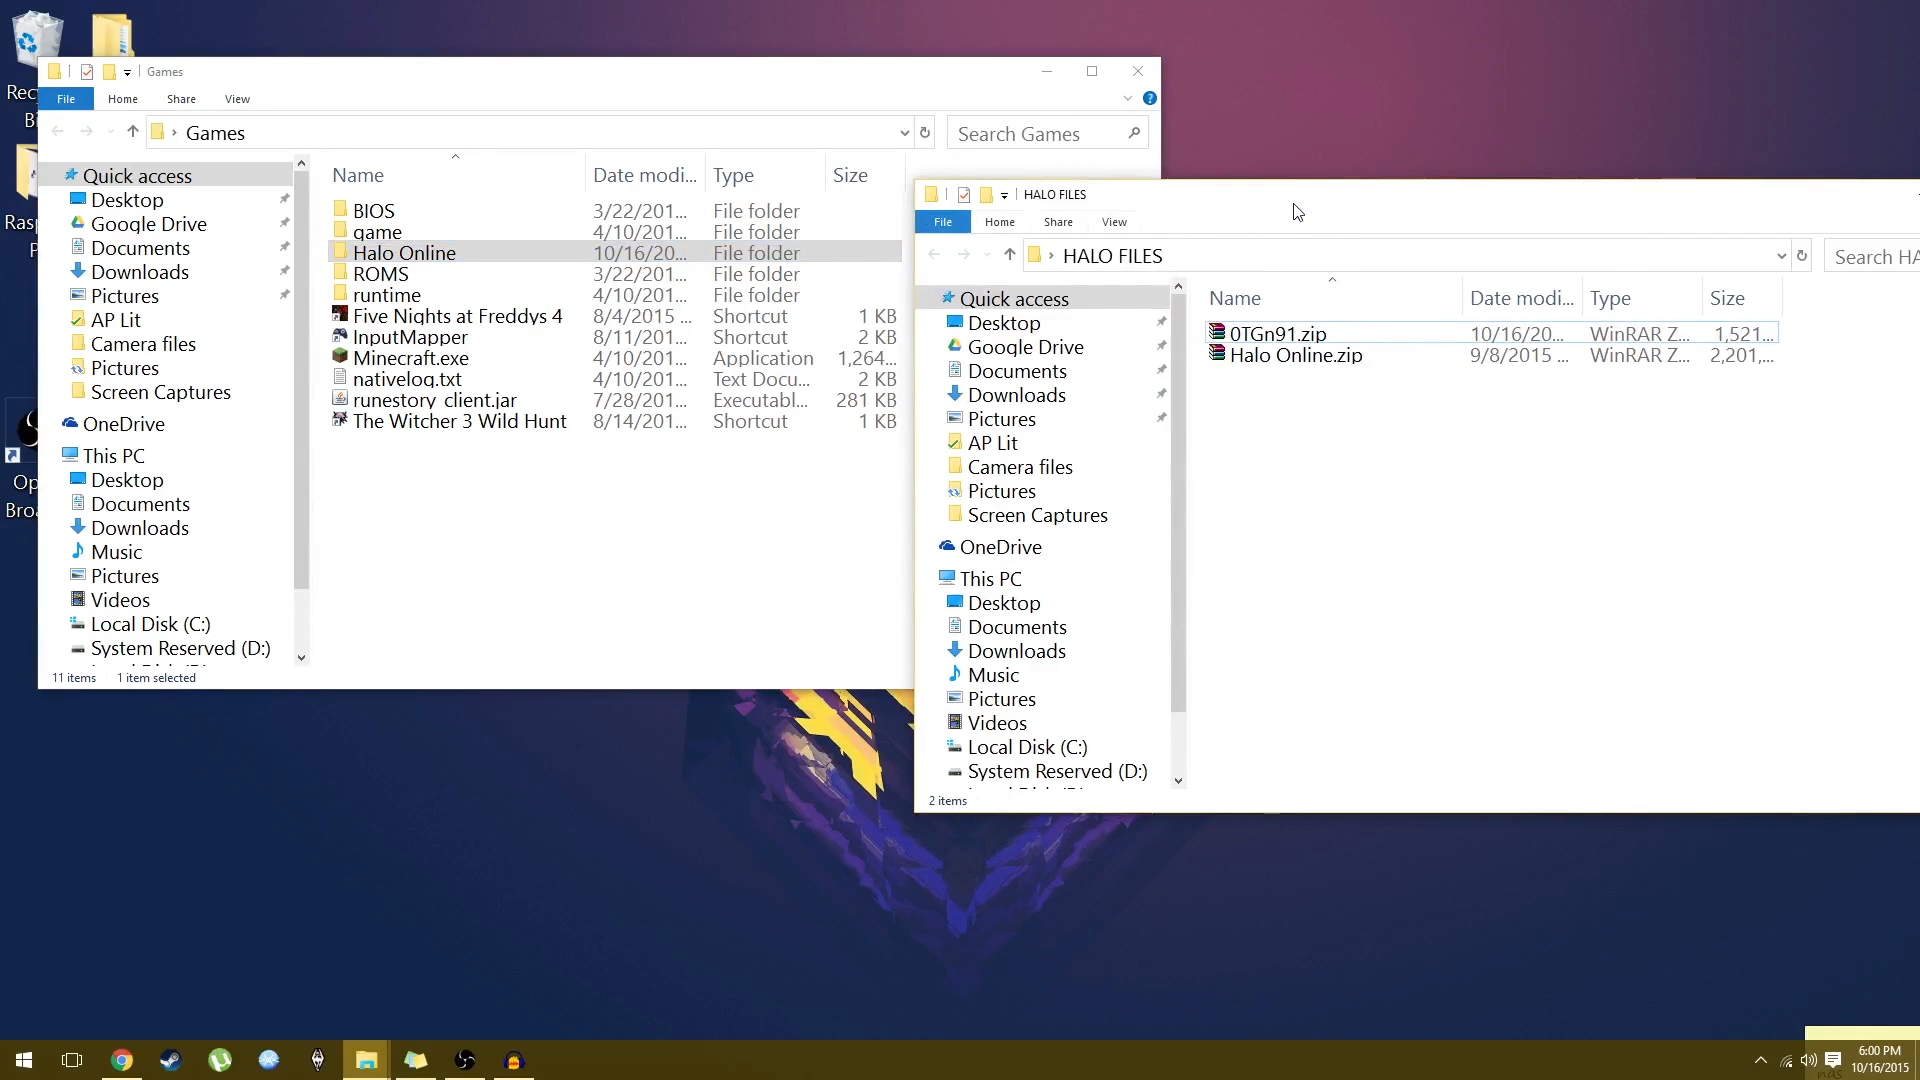 Games
File Home Share View
Games
Search Games
Quick access
Desktop
Google Drive
Documents
Downloads
Pictures
AP Lit
Camera files
Pictures
Screen Captures
OneDrive
This PC
Desktop
Documents
Downloads
Music
Pictures
Videos
Local Disk (C:)
System Reserved (D:)
Name Date modi... Type Size
BIOS 3/22/201... File folder
game 4/10/201... File folder
Halo Online 10/16/20... File folder
ROMS 3/22/201... File folder
runtime 4/10/201... File folder
Five Nights at Freddys 4 8/4/2015 ... Shortcut 1 KB
InputMapper 8/11/201... Shortcut 2 KB
Minecraft.exe 4/10/201... Application 1,264...
nativelog.txt 4/10/201... Text Docu... 2 KB
runestory_client.jar 7/28/201... Executabl... 281 KB
The Witcher 3 Wild Hunt 8/14/201... Shortcut 1 KB
11 items 1 item selected
HALO FILES
File Home Share View
HALO FILES
Search HA
Quick access
Desktop
Google Drive
Documents
Downloads
Pictures
AP Lit
Camera files
Pictures
Screen Captures
OneDrive
This PC
Desktop
Documents
Downloads
Music
Pictures
Videos
Local Disk (C:)
System Reserved (D:)
Name Date modi... Type Size
0TGn91.zip 10/16/20... WinRAR Z... 1,521...
Halo Online.zip 9/8/2015 ... WinRAR Z... 2,201,...
2 items
6:00 PM
10/16/2015